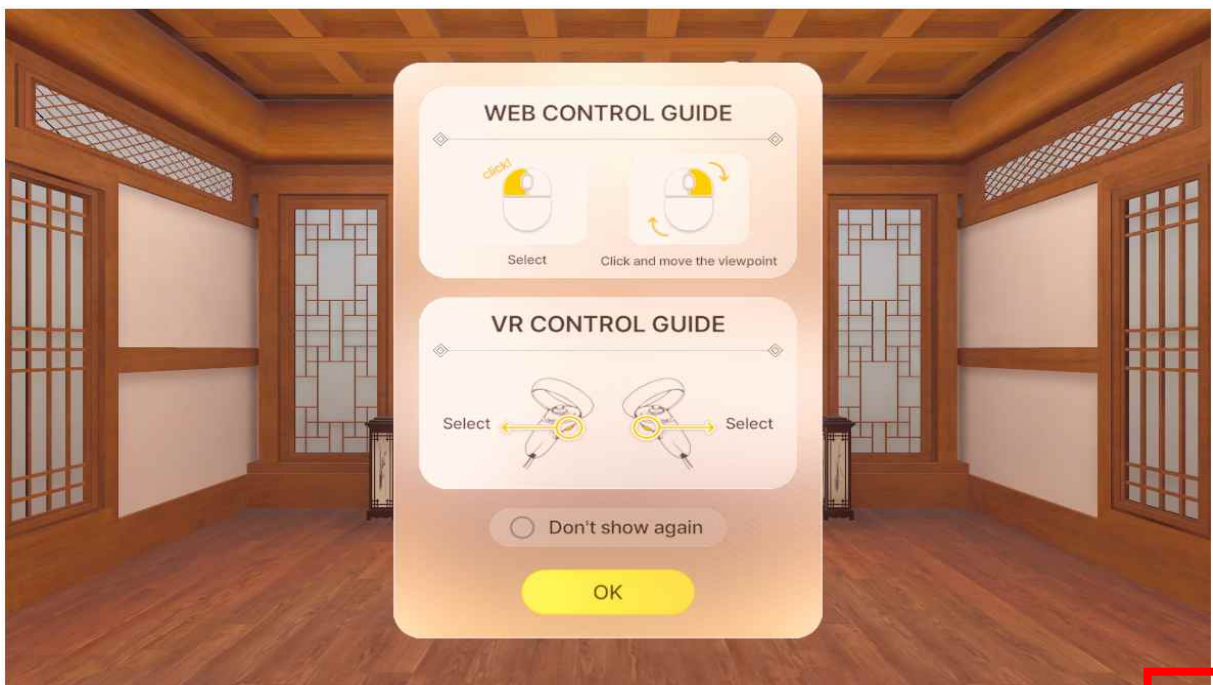 WEB CONTROL GUIDE
click!
Select
Click and move the viewpoint
VR CONTROL GUIDE
Select
Select
Don't show again
OK